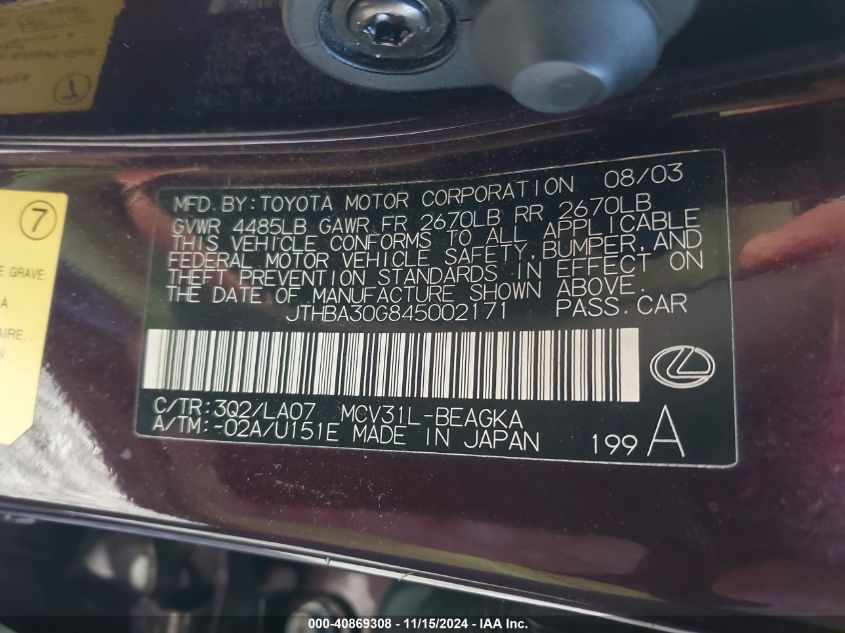 7
E GRAVE
À
AIRE,
N
MFD. BY: TOYOTA MOTOR CORPORATION 08/03
GVWR 4485LB GAWR FR 2670LB RR 2670LB
THIS VEHICLE CONFORMS TO ALL APPLICABLE
FEDERAL MOTOR VEHICLE SAFETY, BUMPER, AND
THEFT PREVENTION STANDARDS IN EFFECT ON
THE DATE OF MANUFACTURE SHOWN ABOVE.
JTHBA30G845002171 PASS. CAR
C/TR: 3Q2/LA07 MCV31L-BEAGKA
A/TM: -02A/U151E MADE IN JAPAN
199 A
000-40869308 - 11/15/2024 - IAA Inc.